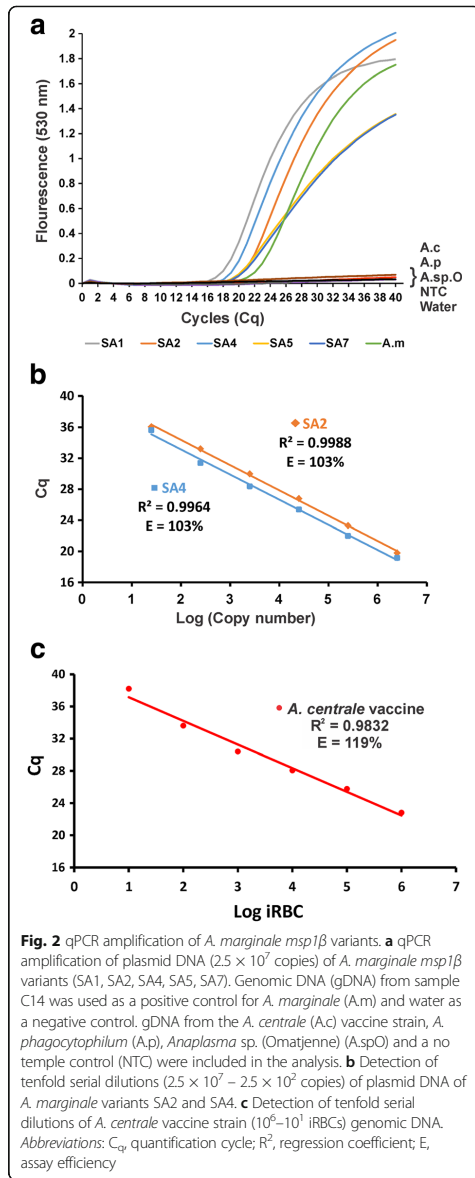 a
2
1.8
1.6
1.4
1.2
1
0.8
0.6
0.4
0.2
0
Flourescence (530 nm)
0 2 4 6 8 10 12 14 16 18 20 22 24 26 28 30 32 34 36 38 40
Cycles (Cq)
A.c
A.p
A.sp.O
NTC
Water
SA1 SA2 SA4 SA5 SA7 A.m
b
36
32
28
24
20
16
Cq
SA2
R² = 0.9988
E = 103%
SA4
R² = 0.9964
E = 103%
0 1 2 3 4 5 6 7
Log (Copy number)
c
40
36
32
28
24
20
16
Cq
A. centrale vaccine
R² = 0.9832
E = 119%
0 1 2 3 4 5 6 7
Log iRBC
Fig. 2 qPCR amplification of A. marginale msp1β variants. a qPCR
amplification of plasmid DNA (2.5 × 10⁷ copies) of A. marginale msp1β
variants (SA1, SA2, SA4, SA5, SA7). Genomic DNA (gDNA) from sample
C14 was used as a positive control for A. marginale (A.m) and water as
a negative control. gDNA from the A. centrale (A.c) vaccine strain, A.
phagocytophilum (A.p), Anaplasma sp. (Omatjenne) (A.spO) and a no
temple control (NTC) were included in the analysis. b Detection of
tenfold serial dilutions (2.5 × 10⁷ – 2.5 × 10² copies) of plasmid DNA of
A. marginale variants SA2 and SA4. c Detection of tenfold serial
dilutions of A. centrale vaccine strain (10⁶–10¹ iRBCs) genomic DNA.
Abbreviations: Cq, quantification cycle; R², regression coefficient; E,
assay efficiency